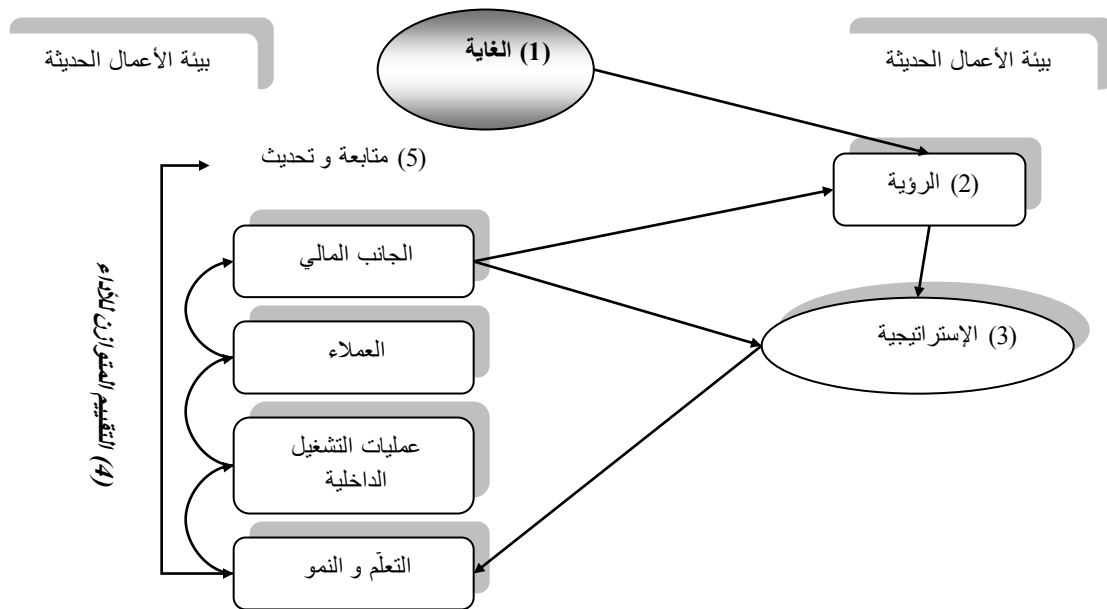 بيئة الأعمال الحديثة
(1) الغاية
بيئة الأعمال الحديثة
(2) الرؤية
(3) الإستراتيجية
(5) متابعة و تحديث
الجانب المالي
العملاء
عمليات التشغيل
الداخلية
التعلّم و النمو
(4) التقييم المتوازن للأداء